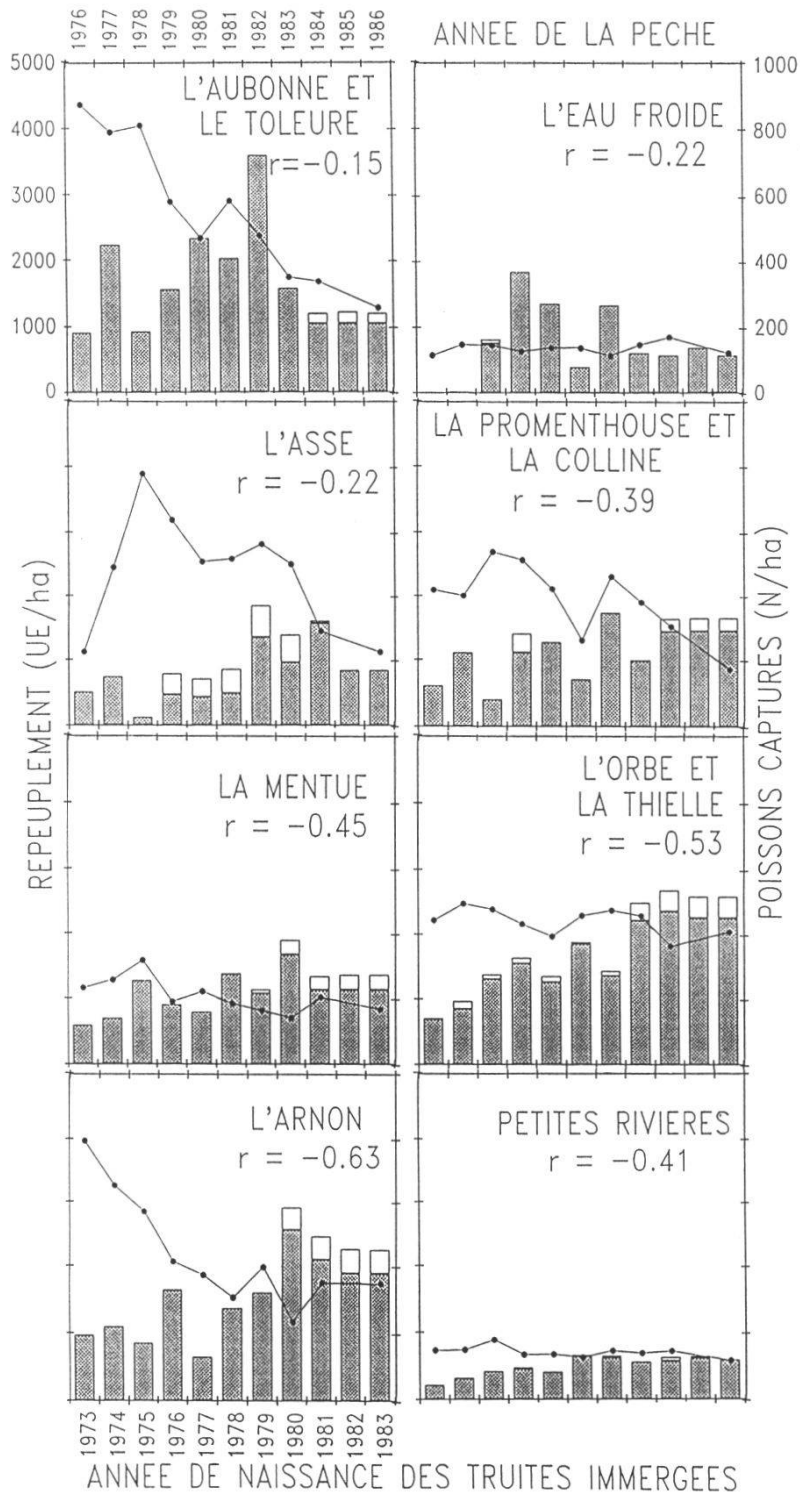 1976 1977 1978 1979 1980 1981 1982 1983 1984 1985 1986
ANNEE DE LA PECHE
5000
4000
3000
2000
1000
0
L'AUBONNE ET
LE TOLEURE
r=-0.15
L'EAU FROIDE
r = -0.22
1000
800
600
400
200
0
REPEUPLEMENT (UE/ha)
L'ASSE
r = -0.22
LA PROMENTHOUSE ET
LA COLLINE
r = -0.39
POISSONS CAPTURES (N/ha)
LA MENTUE
r = -0.45
L'ORBE ET
LA THIELLE
r = -0.53
L'ARNON
r = -0.63
PETITES RIVIERES
r = -0.41
1973 1974 1975 1976 1977 1978 1979 1980 1981 1982 1983
ANNEE DE NAISSANCE DES TRUITES IMMERGEES